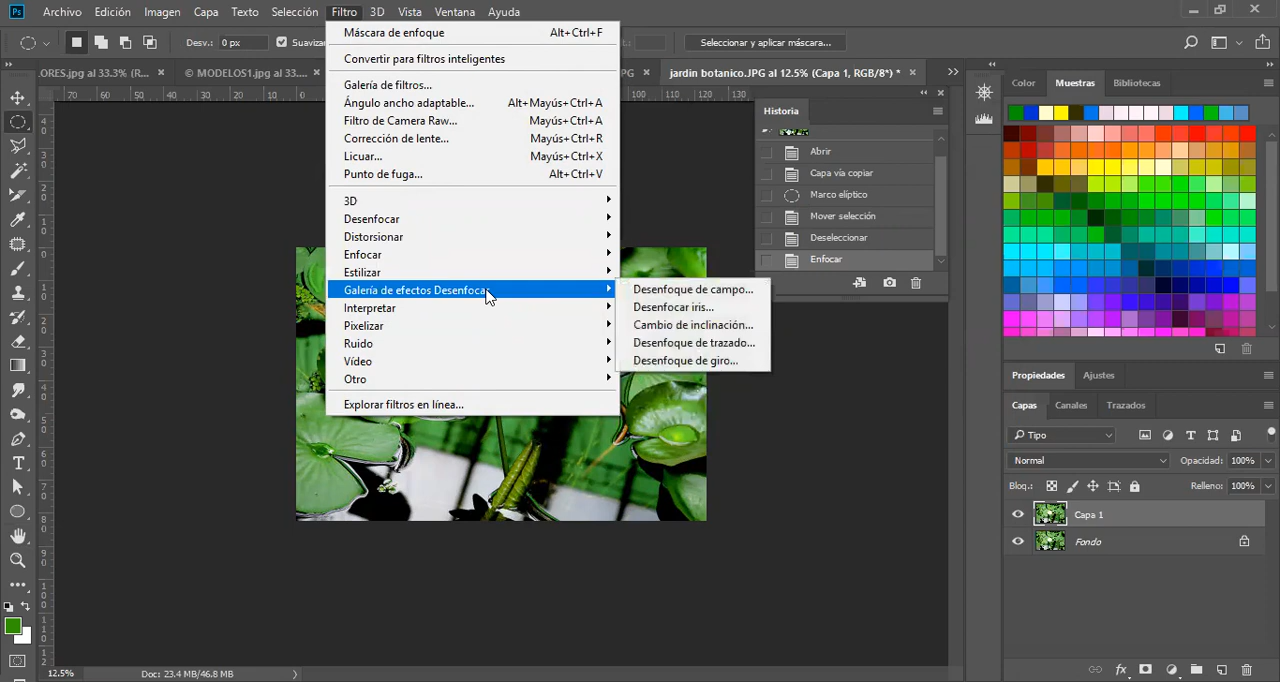 Ps Archivo Edición Imagen Capa Texto Selección Filtro 3D Vista Ventana Ayuda
Desv.: 0 px Suavizar Seleccionar y aplicar máscara...
.ORES.jpg al 33.3% (R... × © MODELOS1.jpg al 33.... × PG × jardin botanico.JPG al 12.5% (Capa 1, RGB/8*) * ×
70 60 50 40 30 20 10 0 100 110 120 130
Máscara de enfoque Alt+Ctrl+F
Convertir para filtros inteligentes
Galería de filtros...
Ángulo ancho adaptable... Alt+Mayús+Ctrl+A
Filtro de Camera Raw... Mayús+Ctrl+A
Corrección de lente... Mayús+Ctrl+R
Licuar... Mayús+Ctrl+X
Punto de fuga... Alt+Ctrl+V
3D
Desenfocar
Distorsionar
Enfocar
Estilizar
Galería de efectos Desenfocar
Interpretar
Pixelizar
Ruido
Vídeo
Otro
Explorar filtros en línea...
Desenfoque de campo...
Desenfocar iris...
Cambio de inclinación...
Desenfoque de trazado...
Desenfoque de giro...
Historia
Abrir
Capa vía copiar
Marco elíptico
Mover selección
Deseleccionar
Enfocar
Color Muestras Bibliotecas
Propiedades Ajustes
Capas Canales Trazados
Tipo
Normal Opacidad: 100%
Bloq.: Relleno: 100%
Capa 1
Fondo
12.5% Doc: 23.4 MB/46.8 MB